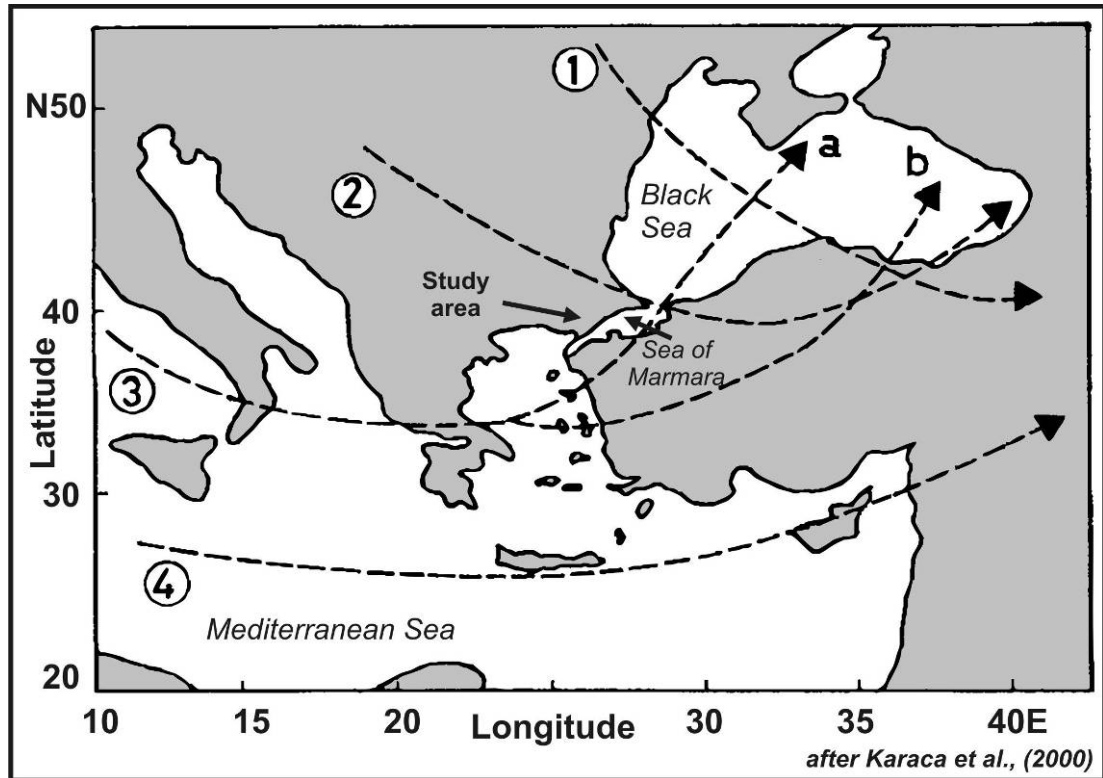 1
N50
a
b
2
Black
Sea
Study
area
40
Sea of
Marmara
3
Latitude
30
4
Mediterranean Sea
20
10
15
20
Longitude
30
35
40E
after Karaca et al., (2000)